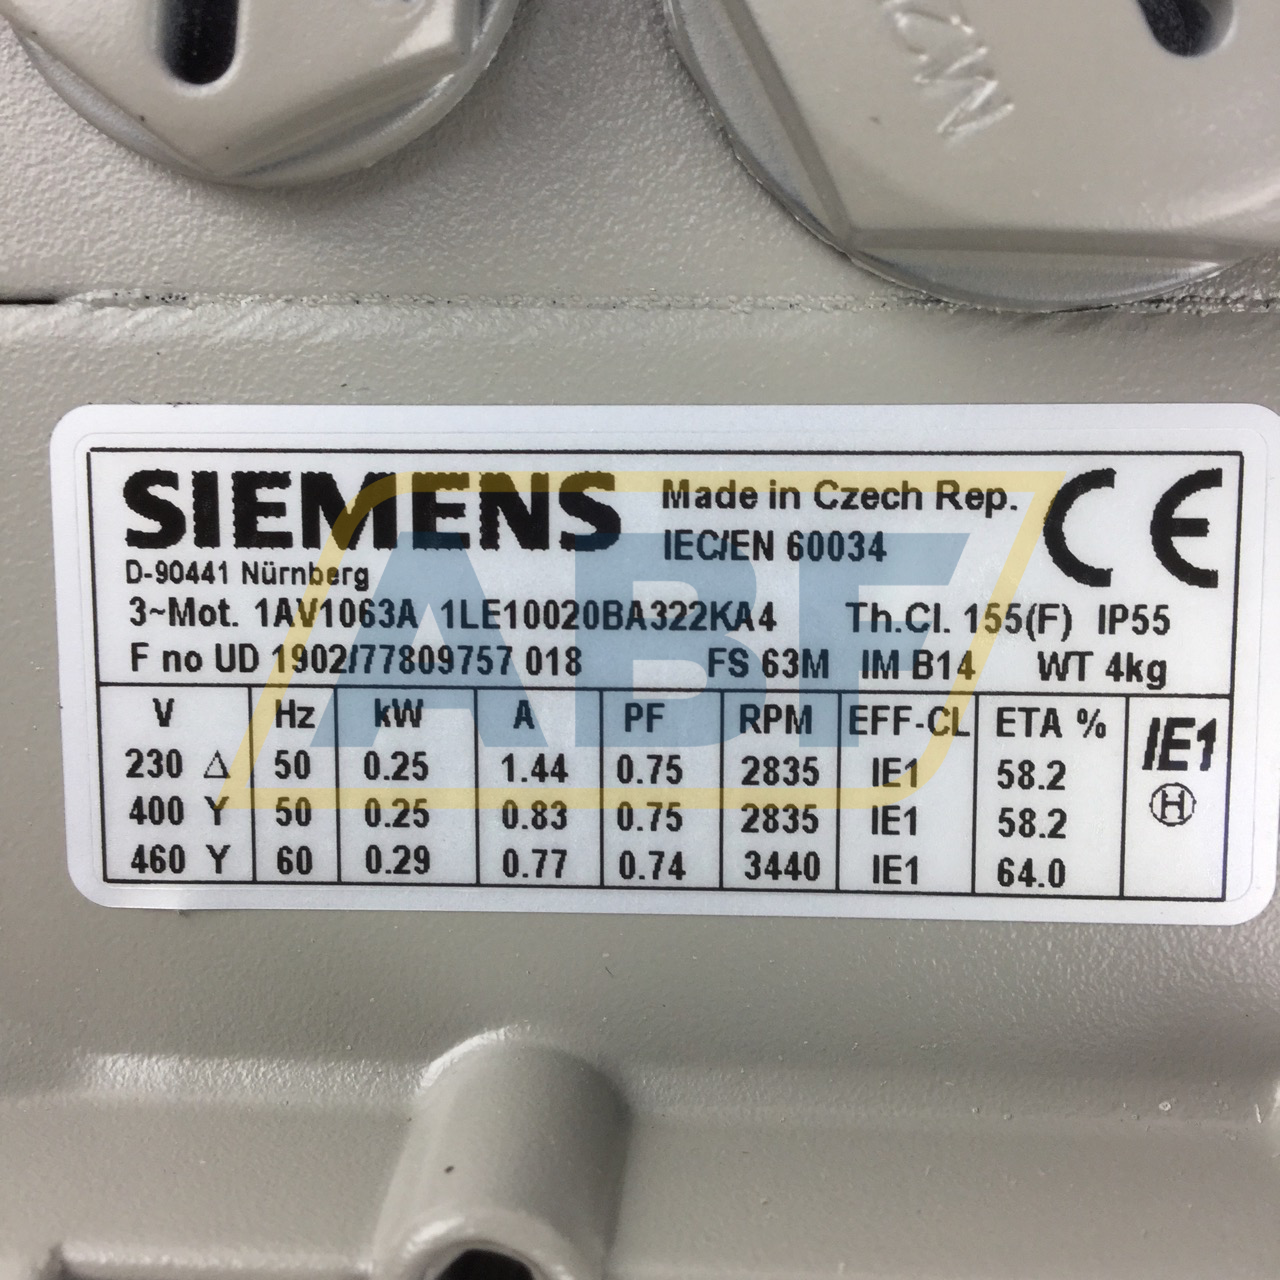 MZN
SIEMENS
Made in Czech Rep.
CE
IEC/EN 60034
D-90441 Nürnberg
3~Mot. 1AV1063A 1LE10020BA322KA4 Th.Cl. 155(F) IP55
F no UD 1902/77809757 018 FS 63M IM B14 WT 4kg
V Hz kW A PF RPM EFF-CL ETA % IE1
230 Δ 50 0.25 1.44 0.75 2835 IE1 58.2
400 Y 50 0.25 0.83 0.75 2835 IE1 58.2
460 Y 60 0.29 0.77 0.74 3440 IE1 64.0
H
ABF